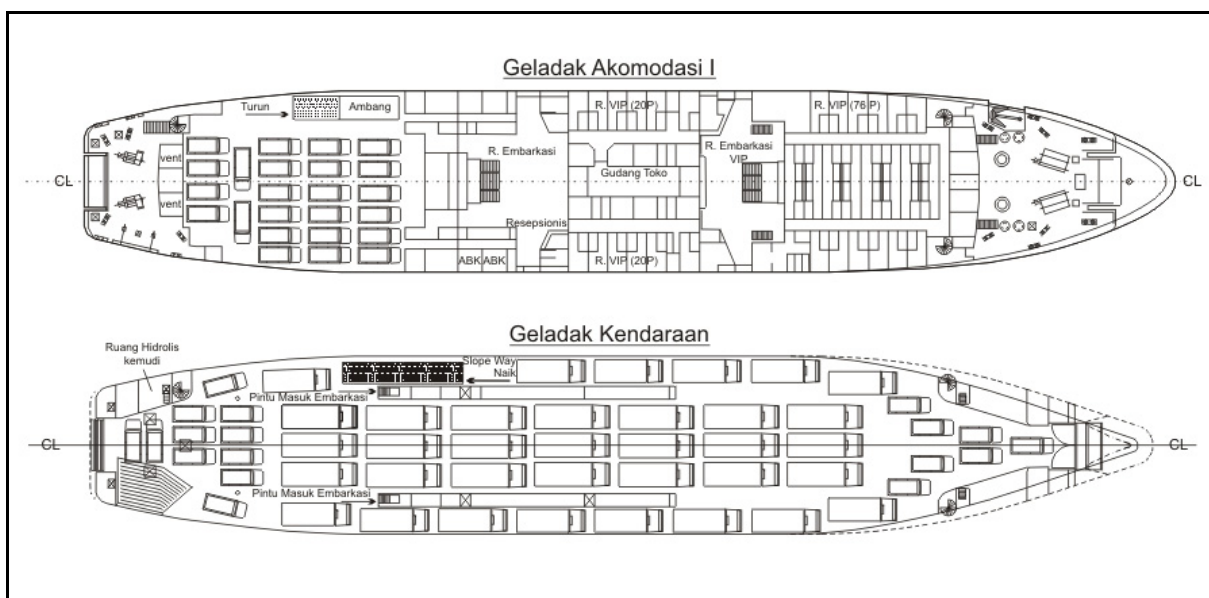 Geladak Akomodasi I
Turun
Ambang
R. VIP (20P)
R. VIP (76 P)
vent
R. Embarkasi
R. Embarkasi
VIP
Gudang Toko
CL
CL
vent
Resepsionis
ABK ABK
R. VIP (20P)
Geladak Kendaraan
Ruang Hidrolis
kemudi
Slope Way
Naik
Pintu Masuk Embarkasi
CL
CL
Pintu Masuk Embarkasi